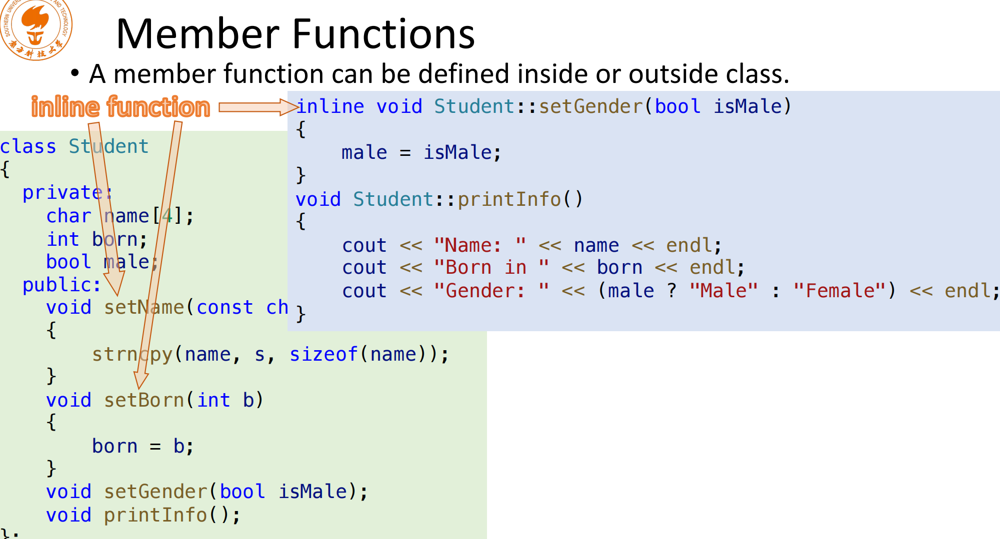 Member Functions
• A member function can be defined inside or outside class.
inline function
class Student
{
private:
char name[4];
int born;
bool male;
public:
void setName(const ch
{
strncpy(name, s, sizeof(name));
}
void setBorn(int b)
{
born = b;
}
void setGender(bool isMale);
void printInfo();
};
inline void Student::setGender(bool isMale)
{
male = isMale;
}
void Student::printInfo()
{
cout << "Name: " << name << endl;
cout << "Born in " << born << endl;
cout << "Gender: " << (male ? "Male" : "Female") << endl;
}
南方科技大学
AND TECHNOLOGY